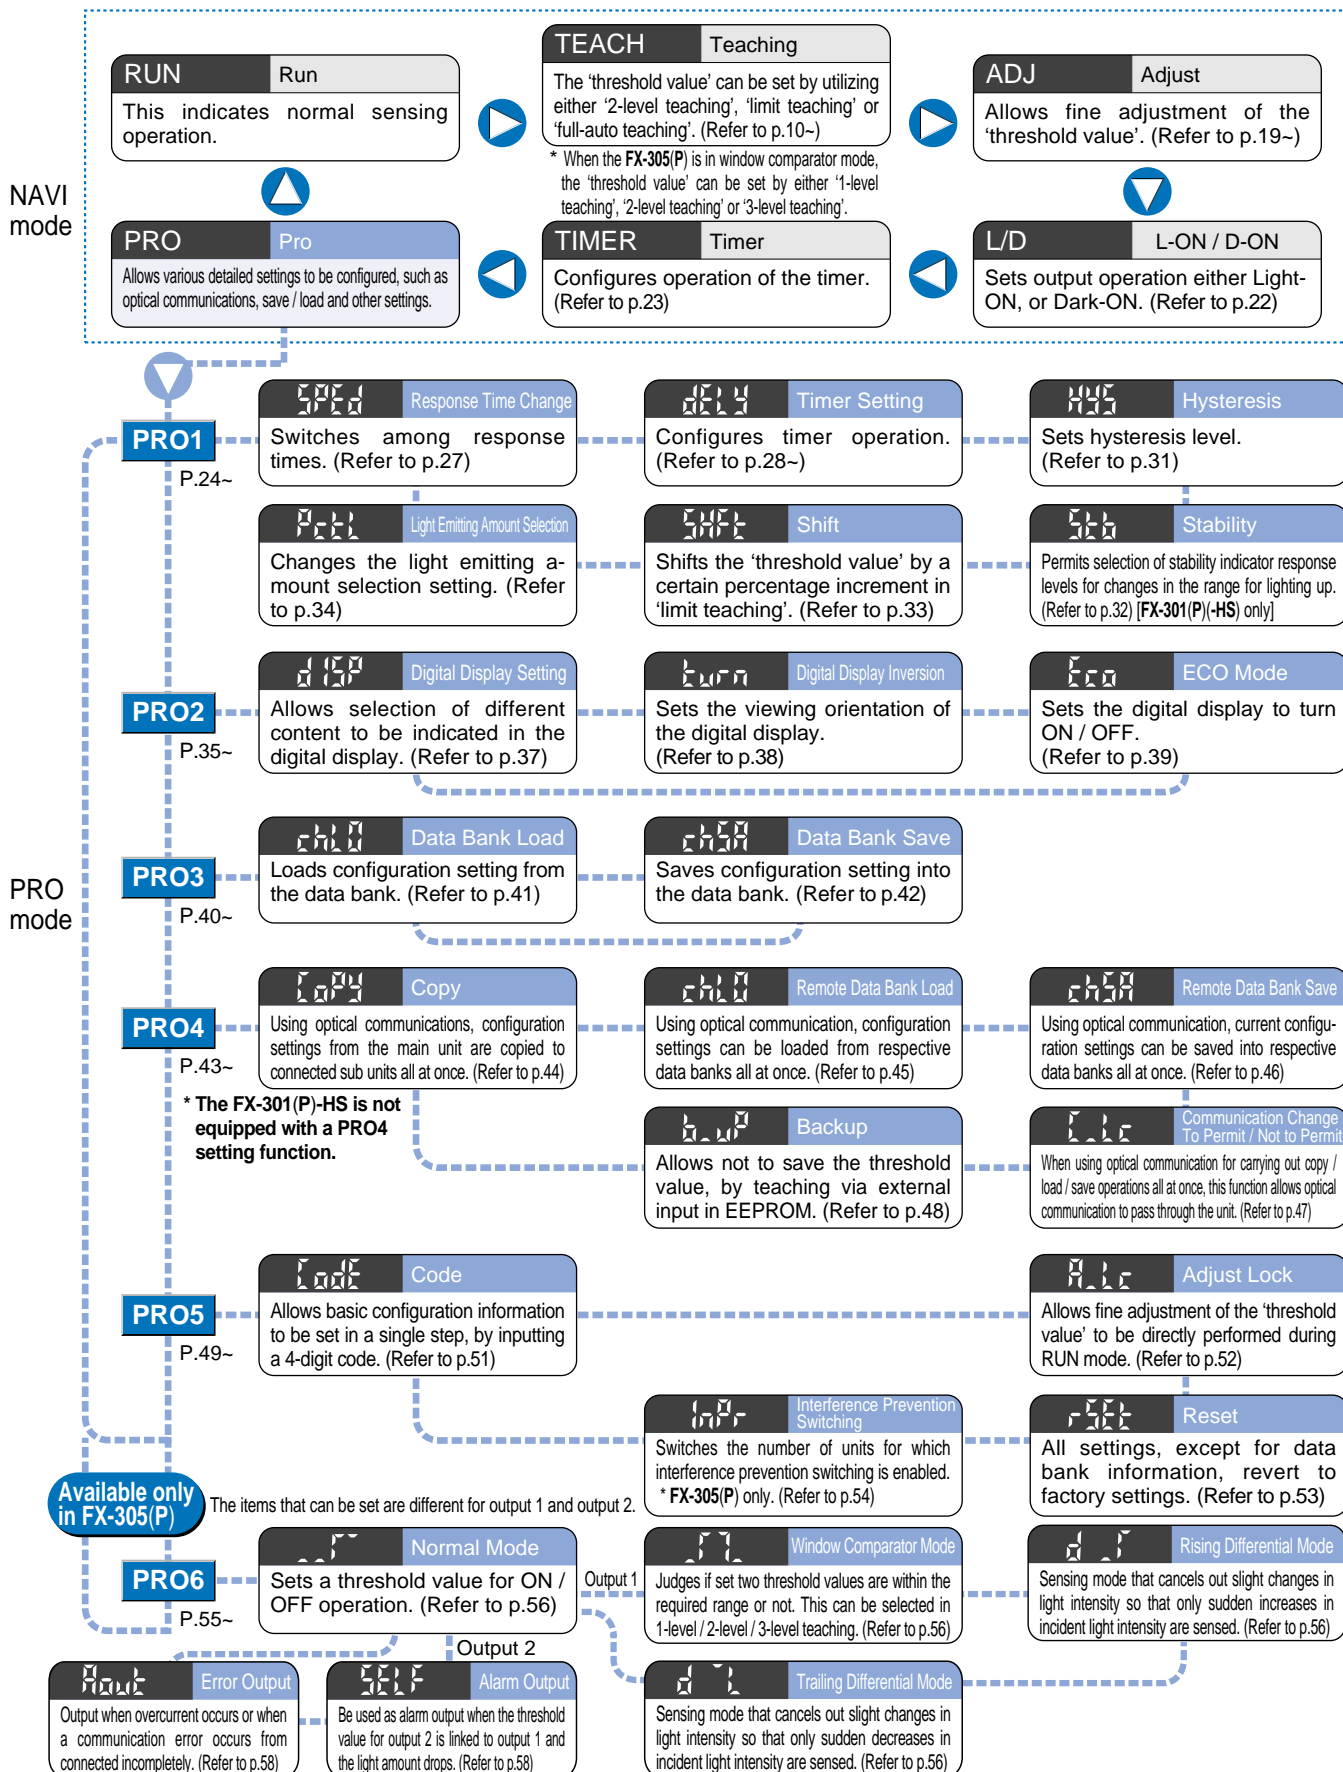 NAVI
mode
RUN
Run
This indicates normal sensing
operation.
TEACH
Teaching
The ‘threshold value’ can be set by utilizing
either ‘2-level teaching’, ‘limit teaching’ or
‘full-auto teaching’. (Refer to p.10~)
* When the FX-305(P) is in window comparator mode,
the ‘threshold value’ can be set by either ‘1-level
teaching’, ‘2-level teaching’ or ‘3-level teaching’.
ADJ
Adjust
Allows fine adjustment of the
‘threshold value’. (Refer to p.19~)
PRO
Pro
Allows various detailed settings to be configured, such as
optical communications, save / load and other settings.
TIMER
Timer
Configures operation of the timer.
(Refer to p.23)
L/D
L-ON / D-ON
Sets output operation either Light-
ON, or Dark-ON. (Refer to p.22)
PRO
mode
PRO1
P.24~
SPEd
Response Time Change
Switches among response
times. (Refer to p.27)
dELY
Timer Setting
Configures timer operation.
(Refer to p.28~)
HYS
Hysteresis
Sets hysteresis level.
(Refer to p.31)
PctL
Light Emitting Amount Selection
Changes the light emitting a-
mount selection setting. (Refer
to p.34)
SHFt
Shift
Shifts the ‘threshold value’ by a
certain percentage increment in
‘limit teaching’. (Refer to p.33)
Stb
Stability
Permits selection of stability indicator response
levels for changes in the range for lighting up.
(Refer to p.32) [FX-301(P)(-HS) only]
PRO2
P.35~
dISP
Digital Display Setting
Allows selection of different
content to be indicated in the
digital display. (Refer to p.37)
turn
Digital Display Inversion
Sets the viewing orientation of
the digital display.
(Refer to p.38)
Eco
ECO Mode
Sets the digital display to turn
ON / OFF.
(Refer to p.39)
PRO3
P.40~
chLO
Data Bank Load
Loads configuration setting from
the data bank. (Refer to p.41)
chSA
Data Bank Save
Saves configuration setting into
the data bank. (Refer to p.42)
PRO4
P.43~
* The FX-301(P)-HS is not
equipped with a PRO4
setting function.
CoPY
Copy
Using optical communications, configuration
settings from the main unit are copied to
connected sub units all at once. (Refer to p.44)
chLO
Remote Data Bank Load
Using optical communication, configuration
settings can be loaded from respective
data banks all at once. (Refer to p.45)
chSA
Remote Data Bank Save
Using optical communication, current configu-
ration settings can be saved into respective
data banks all at once. (Refer to p.46)
b_uP
Backup
Allows not to save the threshold
value, by teaching via external
input in EEPROM. (Refer to p.48)
C_Lc
Communication Change
To Permit / Not to Permit
When using optical communication for carrying out copy /
load / save operations all at once, this function allows optical
communication to pass through the unit. (Refer to p.47)
PRO5
P.49~
CodE
Code
Allows basic configuration information
to be set in a single step, by inputting
a 4-digit code. (Refer to p.51)
A_Lc
Adjust Lock
Allows fine adjustment of the ‘threshold
value’ to be directly performed during
RUN mode. (Refer to p.52)
InPr
Interference Prevention
Switching
Switches the number of units for which
interference prevention switching is enabled.
* FX-305(P) only. (Refer to p.54)
rSEt
Reset
All settings, except for data
bank information, revert to
factory settings. (Refer to p.53)
Available only
in FX-305(P)
The items that can be set are different for output 1 and output 2.
PRO6
P.55~
Normal Mode
Sets a threshold value for ON /
OFF operation. (Refer to p.56)
Output 1
Window Comparator Mode
Judges if set two threshold values are within the
required range or not. This can be selected in
1-level / 2-level / 3-level teaching. (Refer to p.56)
d
Rising Differential Mode
Sensing mode that cancels out slight changes in
light intensity so that only sudden increases in
incident light intensity are sensed. (Refer to p.56)
Output 2
Aout
Error Output
Output when overcurrent occurs or when
a communication error occurs from
connected incompletely. (Refer to p.58)
SELF
Alarm Output
Be used as alarm output when the threshold
value for output 2 is linked to output 1 and
the light amount drops. (Refer to p.58)
d
Trailing Differential Mode
Sensing mode that cancels out slight changes in
light intensity so that only sudden decreases in
incident light intensity are sensed. (Refer to p.56)